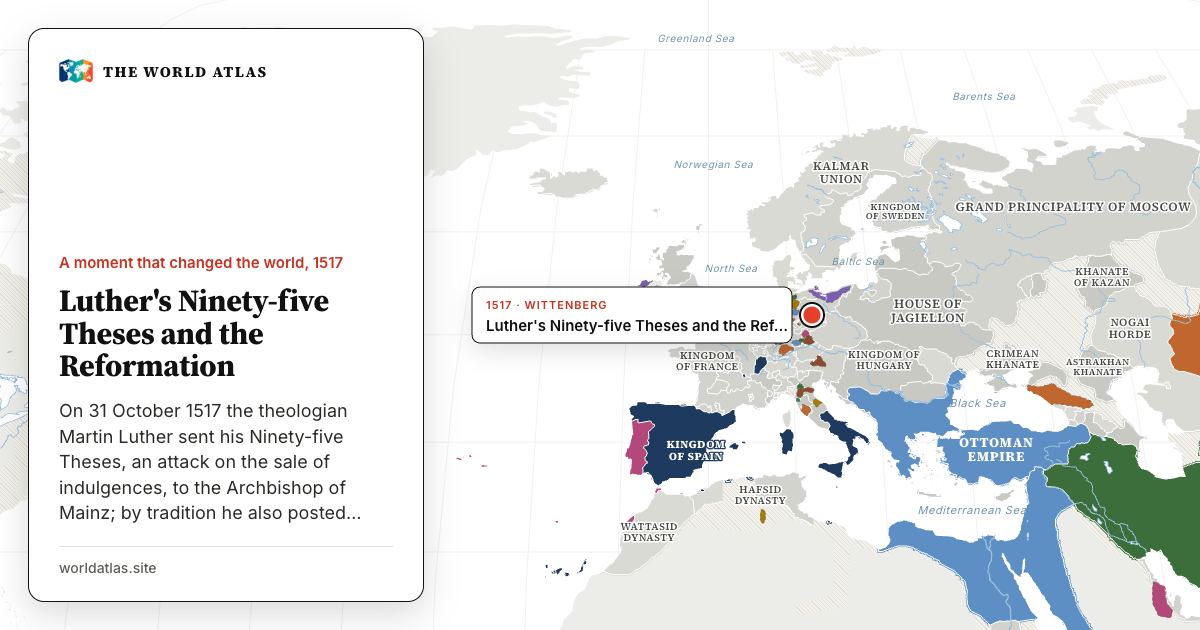 THE WORLD ATLAS
A moment that changed the world, 1517
Luther's Ninety-five
Theses and the
Reformation
On 31 October 1517 the theologian
Martin Luther sent his Ninety-five
Theses, an attack on the sale of
indulgences, to the Archbishop of
Mainz; by tradition he also posted...
worldatlas.site
Greenland Sea
Barents Sea
Norwegian Sea
KALMAR
UNION
KINGDOM
OF SWEDEN
GRAND PRINCIPALITY OF MOSCOW
North Sea
Baltic Sea
KHANATE
OF KAZAN
1517 · WITTENBERG
Luther's Ninety-five Theses and the Ref...
HOUSE OF
JAGIELLON
NOGAI
HORDE
KINGDOM
OF FRANCE
KINGDOM OF
HUNGARY
CRIMEAN
KHANATE
ASTRAKHAN
KHANATE
Black Sea
KINGDOM
OF SPAIN
OTTOMAN
EMPIRE
HAFSID
DYNASTY
Mediterranean Sea
WATTASID
DYNASTY